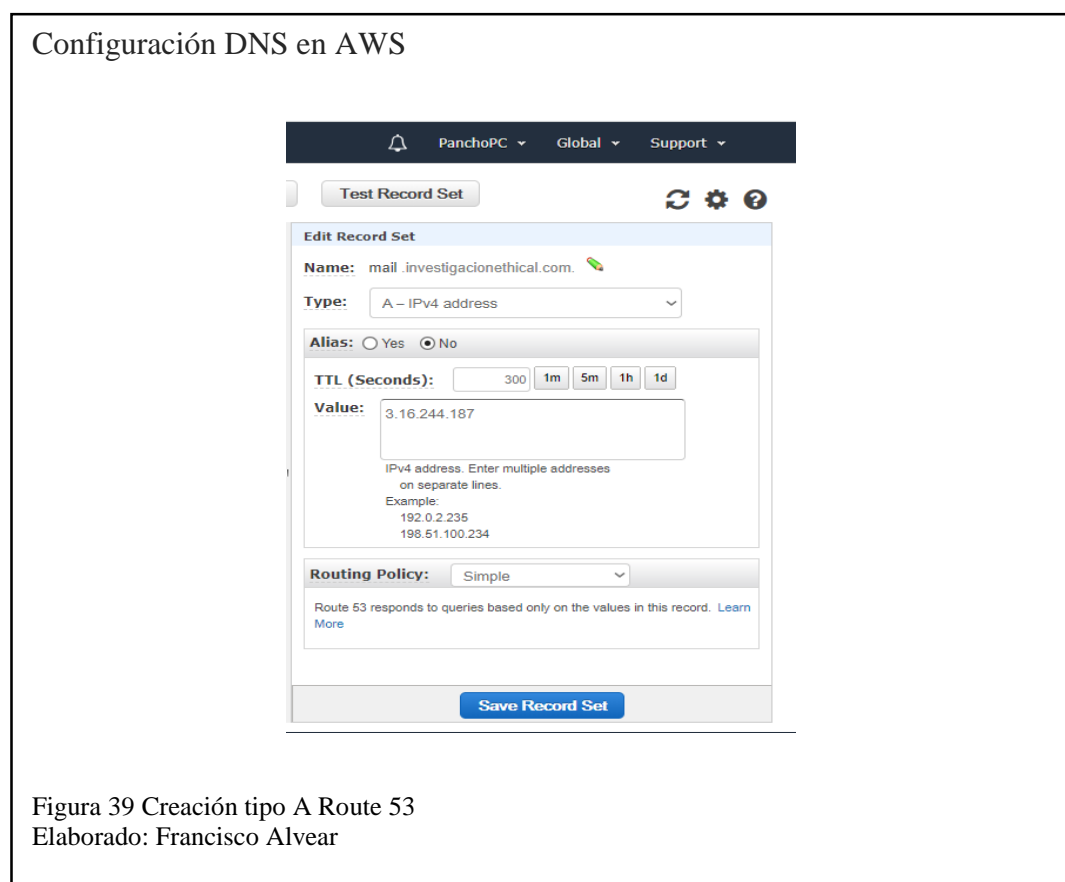 Configuración DNS en AWS
PanchoPC Global Support
Test Record Set
Edit Record Set
Name: mail .investigacionethical.com.
Type: A – IPv4 address
Alias: Yes No
TTL (Seconds): 300 1m 5m 1h 1d
Value: 3.16.244.187
IPv4 address. Enter multiple addresses
on separate lines.
Example:
192.0.2.235
198.51.100.234
Routing Policy: Simple
Route 53 responds to queries based only on the values in this record. Learn
More
Save Record Set
Figura 39 Creación tipo A Route 53
Elaborado: Francisco Alvear